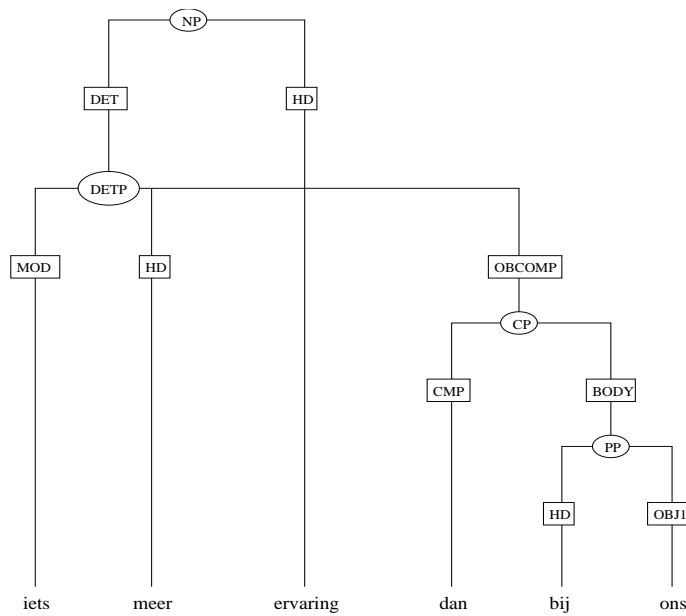 NP
DET HD
DETP
MOD HD OBCOMP
CP
CMP BODY
PP
HD OBJ1
iets meer ervaring dan bij ons